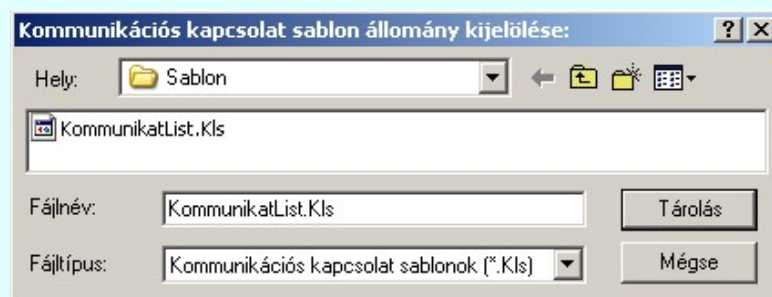 Kommunikációs kapcsolat sablon állomány kijelölése:
Hely: Sablon
KommunikatList.Kls
Fájlnév: KommunikatList.Kls Tárolás
Fájltípus: Kommunikációs kapcsolat sablonok (*.Kls) Mégse